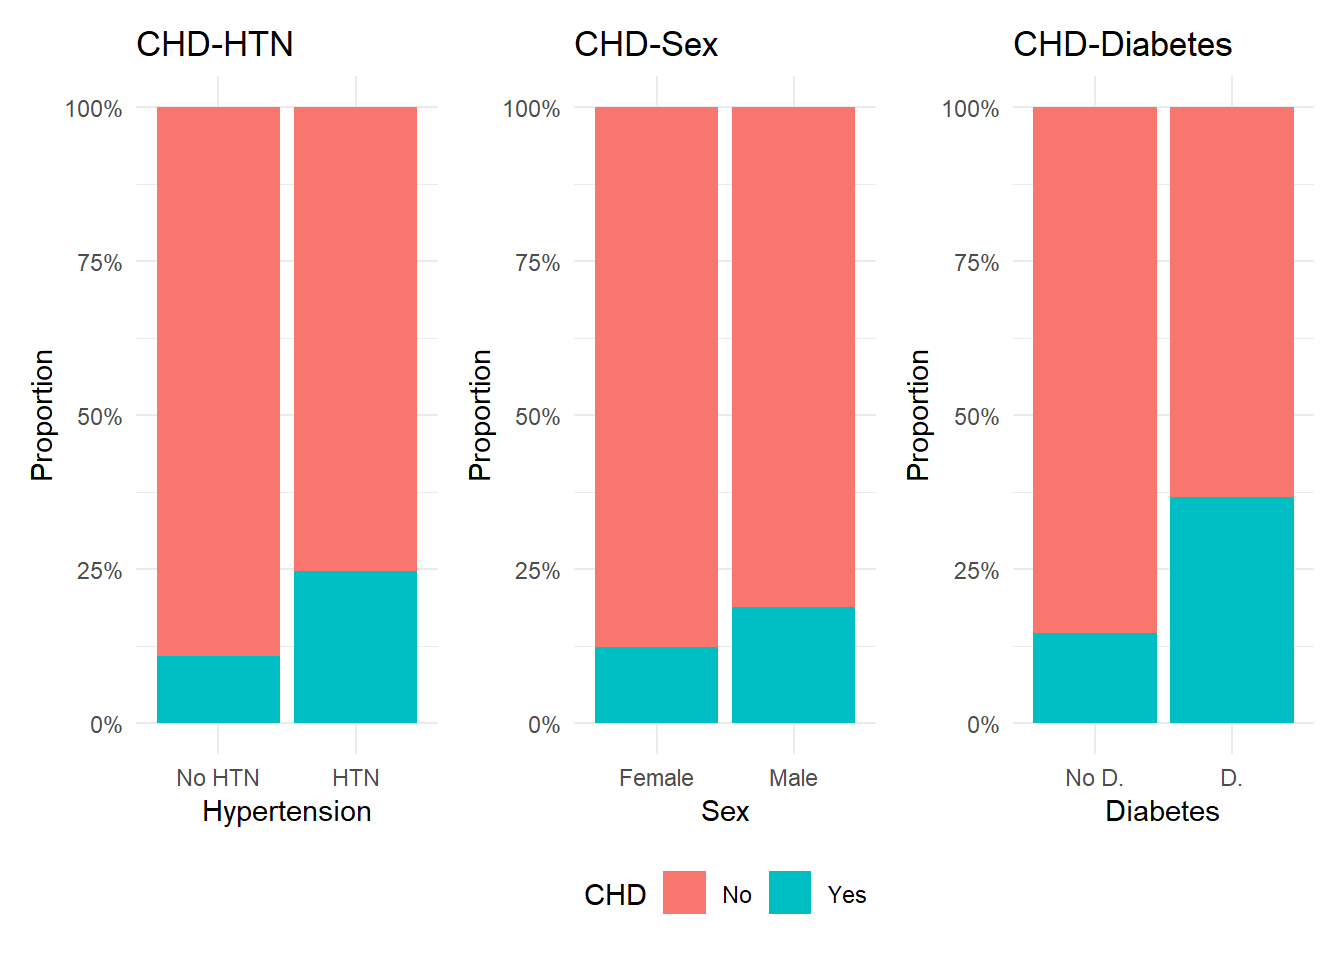 CHD-HTN
100%
75%
50%
25%
0%
Proportion
No HTN HTN
Hypertension
CHD-Sex
100%
75%
50%
25%
0%
Proportion
Female Male
Sex
CHD-Diabetes
100%
75%
50%
25%
0%
Proportion
No D. D.
Diabetes
CHD No Yes